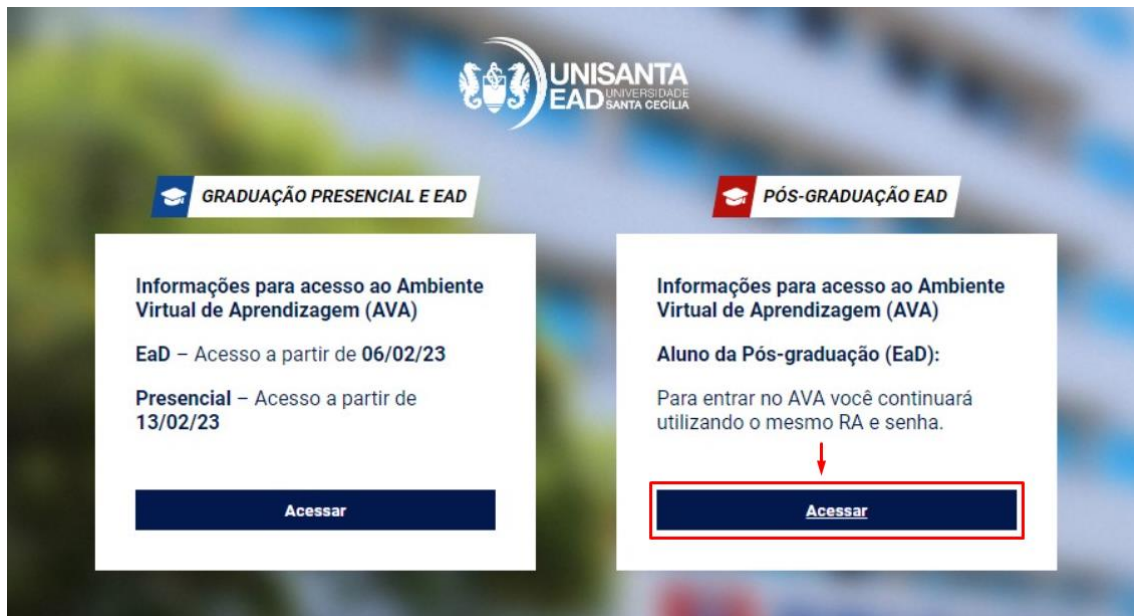 UNISANTA
EAD UNIVERSIDADE
SANTA CECÍLIA
GRADUAÇÃO PRESENCIAL E EAD
Informações para acesso ao Ambiente
Virtual de Aprendizagem (AVA)
EaD – Acesso a partir de 06/02/23
Presencial – Acesso a partir de
13/02/23
Acessar
PÓS-GRADUAÇÃO EAD
Informações para acesso ao Ambiente
Virtual de Aprendizagem (AVA)
Aluno da Pós-graduação (EaD):
Para entrar no AVA você continuará
utilizando o mesmo RA e senha.
Acessar